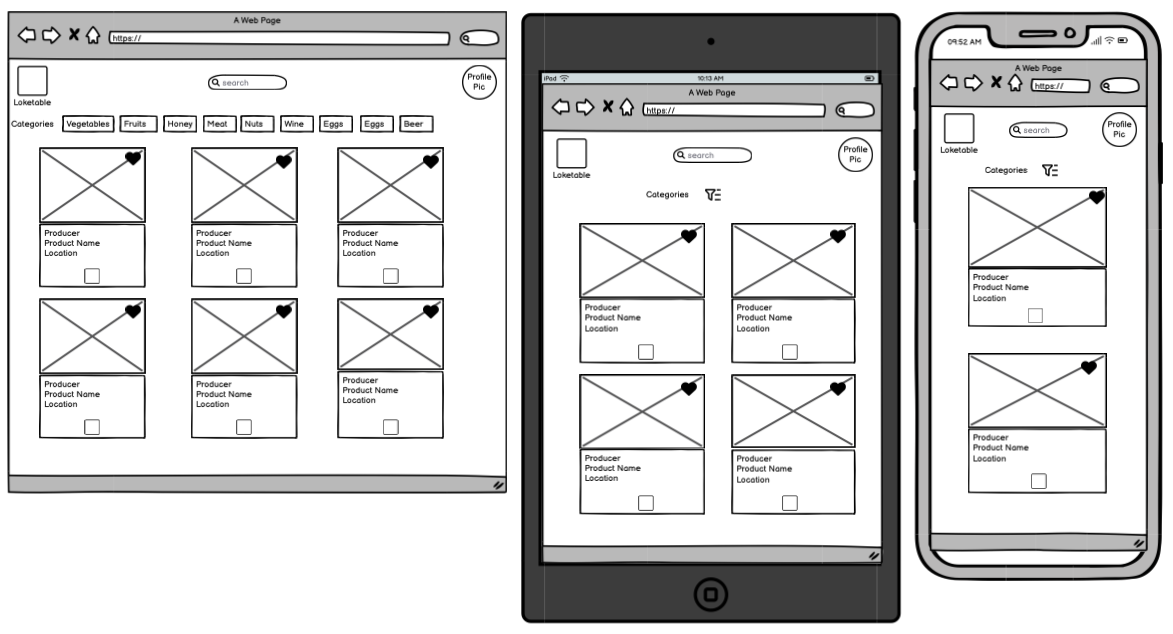 A Web Page
https://
search
Profile
Pic
Loketable
Categories Vegetables Fruits Honey Meat Nuts Wine Eggs Eggs Beer
Producer
Product Name
Location
Producer
Product Name
Location
Producer
Product Name
Location
Producer
Product Name
Location
Producer
Product Name
Location
Producer
Product Name
Location
iPad 10:13 AM
A Web Page
https://
search
Profile
Pic
Loketable
Categories
Producer
Product Name
Location
Producer
Product Name
Location
Producer
Product Name
Location
Producer
Product Name
Location
09:52 AM
A Web Page
https://
search
Profile
Pic
Loketable
Categories
Producer
Product Name
Location
Producer
Product Name
Location